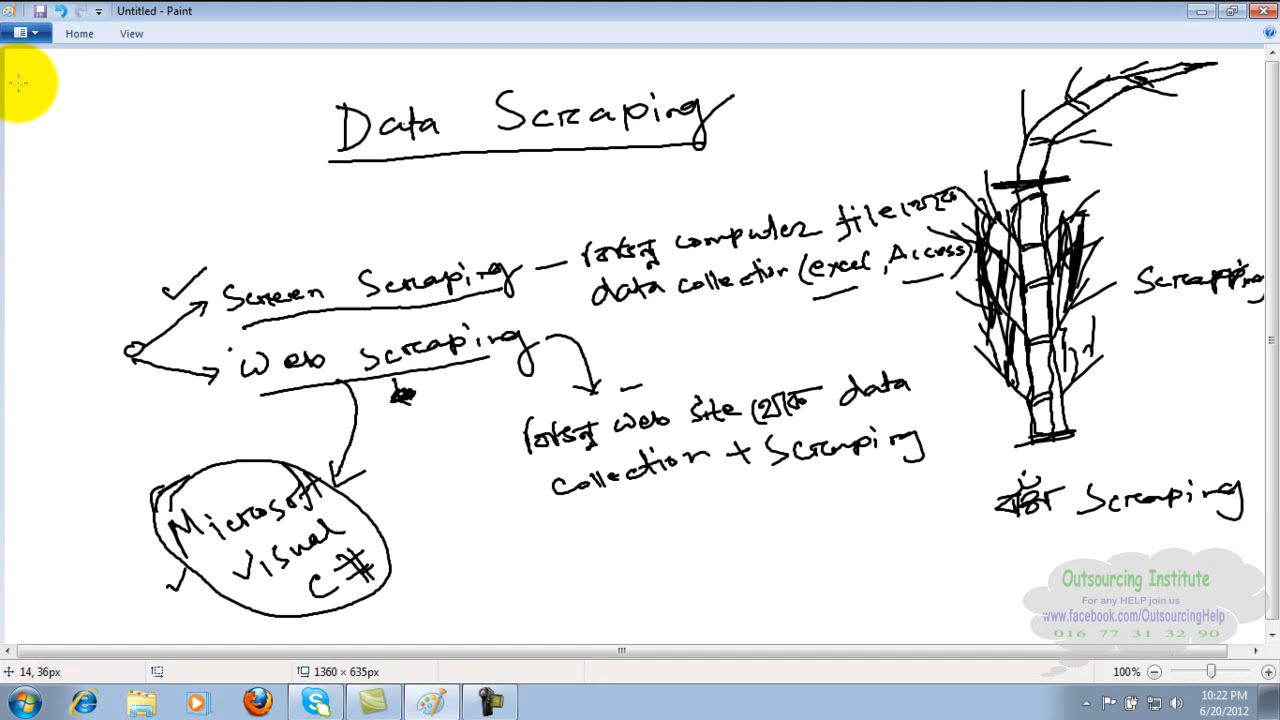 Untitled - Paint
Home
View
Data Scraping
Screen Scraping — computer file থেকে
data collection (excel, Access)
Scrapping
Web Scraping
web site থেকে data
collection + Scraping
Microsoft
Visual
C#
বাঁশ Scraping
Outsourcing Institute
For any HELP join us
www.facebook.com/OutsourcingHelp
016 77 31 32 90
14, 36px
1360 × 635px
100%
10:22 PM
6/20/2012